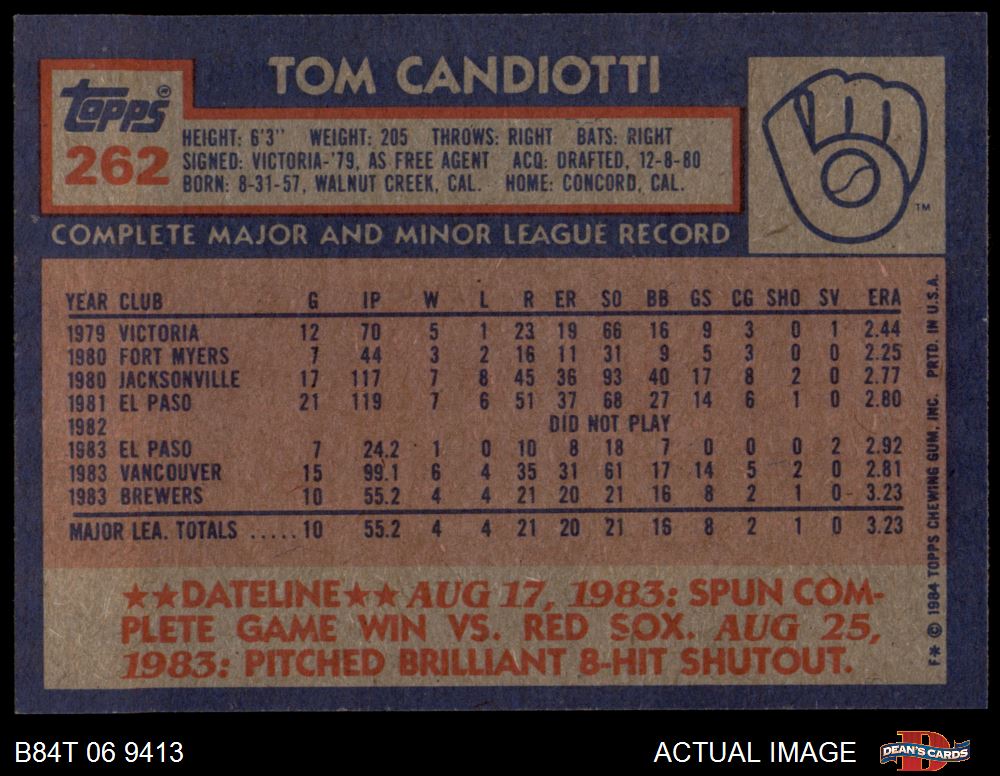 TOM CANDIOTTI
Topps®
262
HEIGHT: 6'3" WEIGHT: 205 THROWS: RIGHT BATS: RIGHT
SIGNED: VICTORIA-'79, AS FREE AGENT ACQ: DRAFTED, 12-8-80
BORN: 8-31-57, WALNUT CREEK, CAL. HOME: CONCORD, CAL.
TM
COMPLETE MAJOR AND MINOR LEAGUE RECORD
YEAR CLUB G IP W L R ER SO BB GS CG SHO SV ERA
1979 VICTORIA 12 70 5 1 23 19 66 16 9 3 0 1 2.44
1980 FORT MYERS 7 44 3 2 16 11 31 9 5 3 0 0 2.25
1980 JACKSONVILLE 17 117 7 8 45 36 93 40 17 8 2 0 2.77
1981 EL PASO 21 119 7 6 51 37 68 27 14 6 1 0 2.80
1982 DID NOT PLAY
1983 EL PASO 7 24.2 1 0 10 8 18 7 0 0 0 2 2.92
1983 VANCOUVER 15 99.1 6 4 35 31 61 17 14 5 2 0 2.81
1983 BREWERS 10 55.2 4 4 21 20 21 16 8 2 1 0 3.23
MAJOR LEA. TOTALS ..... 10 55.2 4 4 21 20 21 16 8 2 1 0 3.23
★★DATELINE★★ AUG 17, 1983: SPUN COM-
PLETE GAME WIN VS. RED SOX. AUG 25,
1983: PITCHED BRILLIANT 8-HIT SHUTOUT.
F* © 1984 TOPPS CHEWING GUM, INC. PRTD. IN U.S.A.
B84T 06 9413
ACTUAL IMAGE
D
DEAN'S CARDS